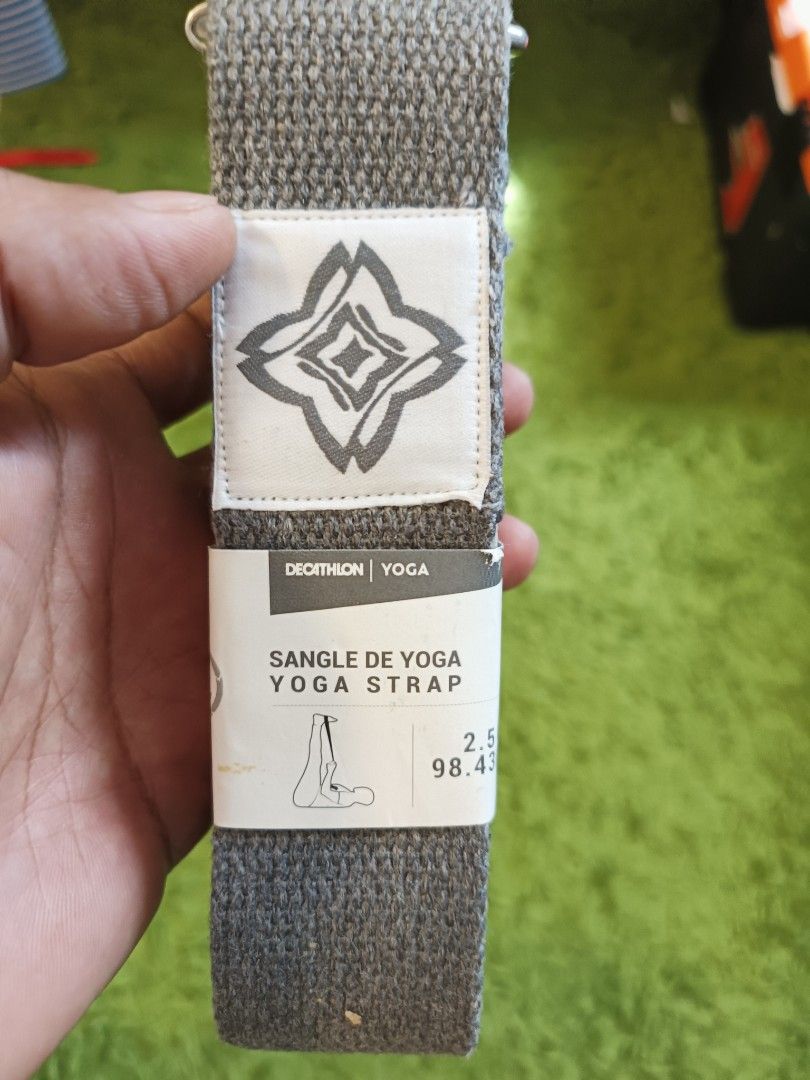 DECATHLON | YOGA
SANGLE DE YOGA
YOGA STRAP
2.5
98.43